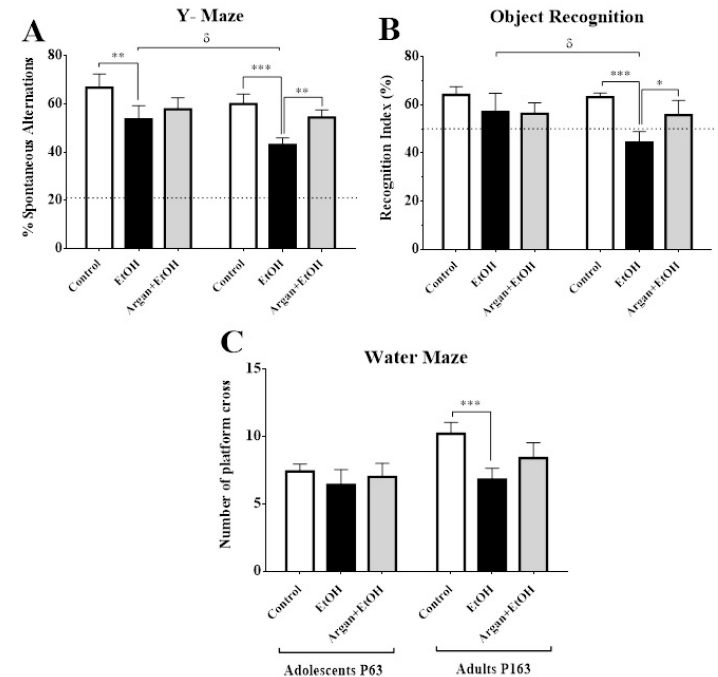 A
Y- Maze
% Spontaneous Alternations
80
60
40
20
0
**
δ
***
**
Control
EtOH
Argan+EtOH
Control
EtOH
Argan+EtOH
B
Object Recognition
Recognition Index (%)
80
60
40
20
0
δ
***
*
Control
EtOH
Argan+EtOH
Control
EtOH
Argan+EtOH
C
Water Maze
Number of platform cross
15
10
5
0
***
Control
EtOH
Argan+EtOH
Control
EtOH
Argan+EtOH
Adolescents P63
Adults P163